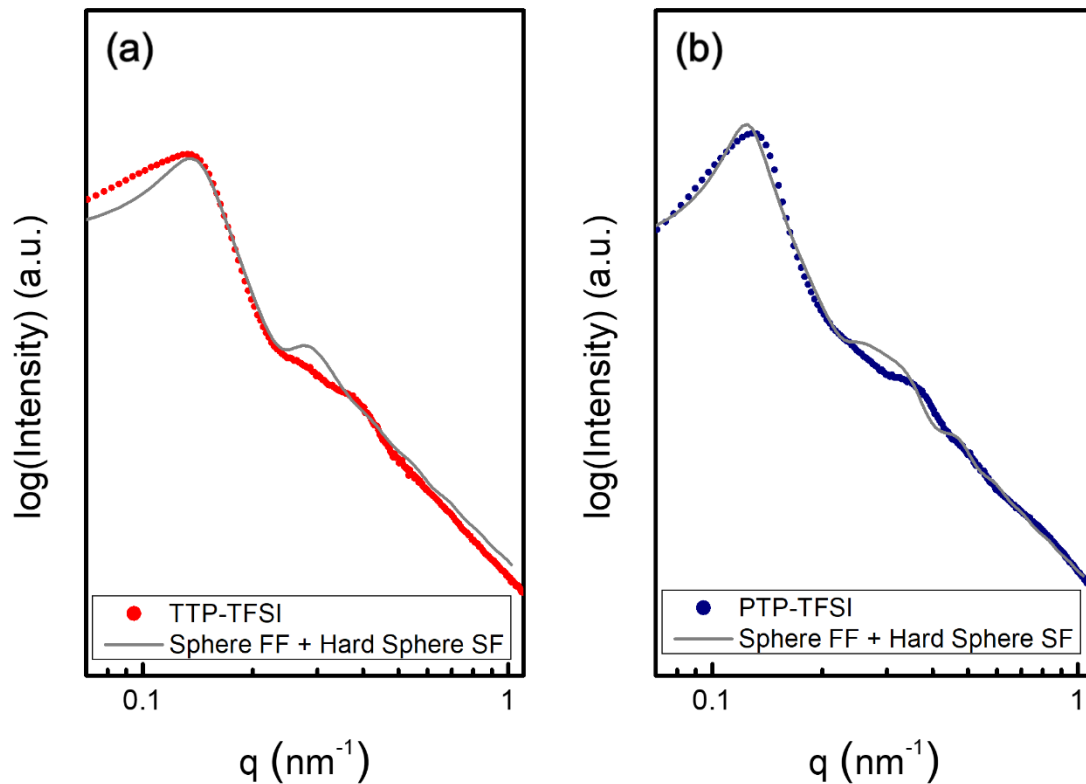 (a)
log(Intensity) (a.u.)
TTP-TFSI
Sphere FF + Hard Sphere SF
0.1
1
q (nm⁻¹)
(b)
log(Intensity) (a.u.)
PTP-TFSI
Sphere FF + Hard Sphere SF
0.1
1
q (nm⁻¹)